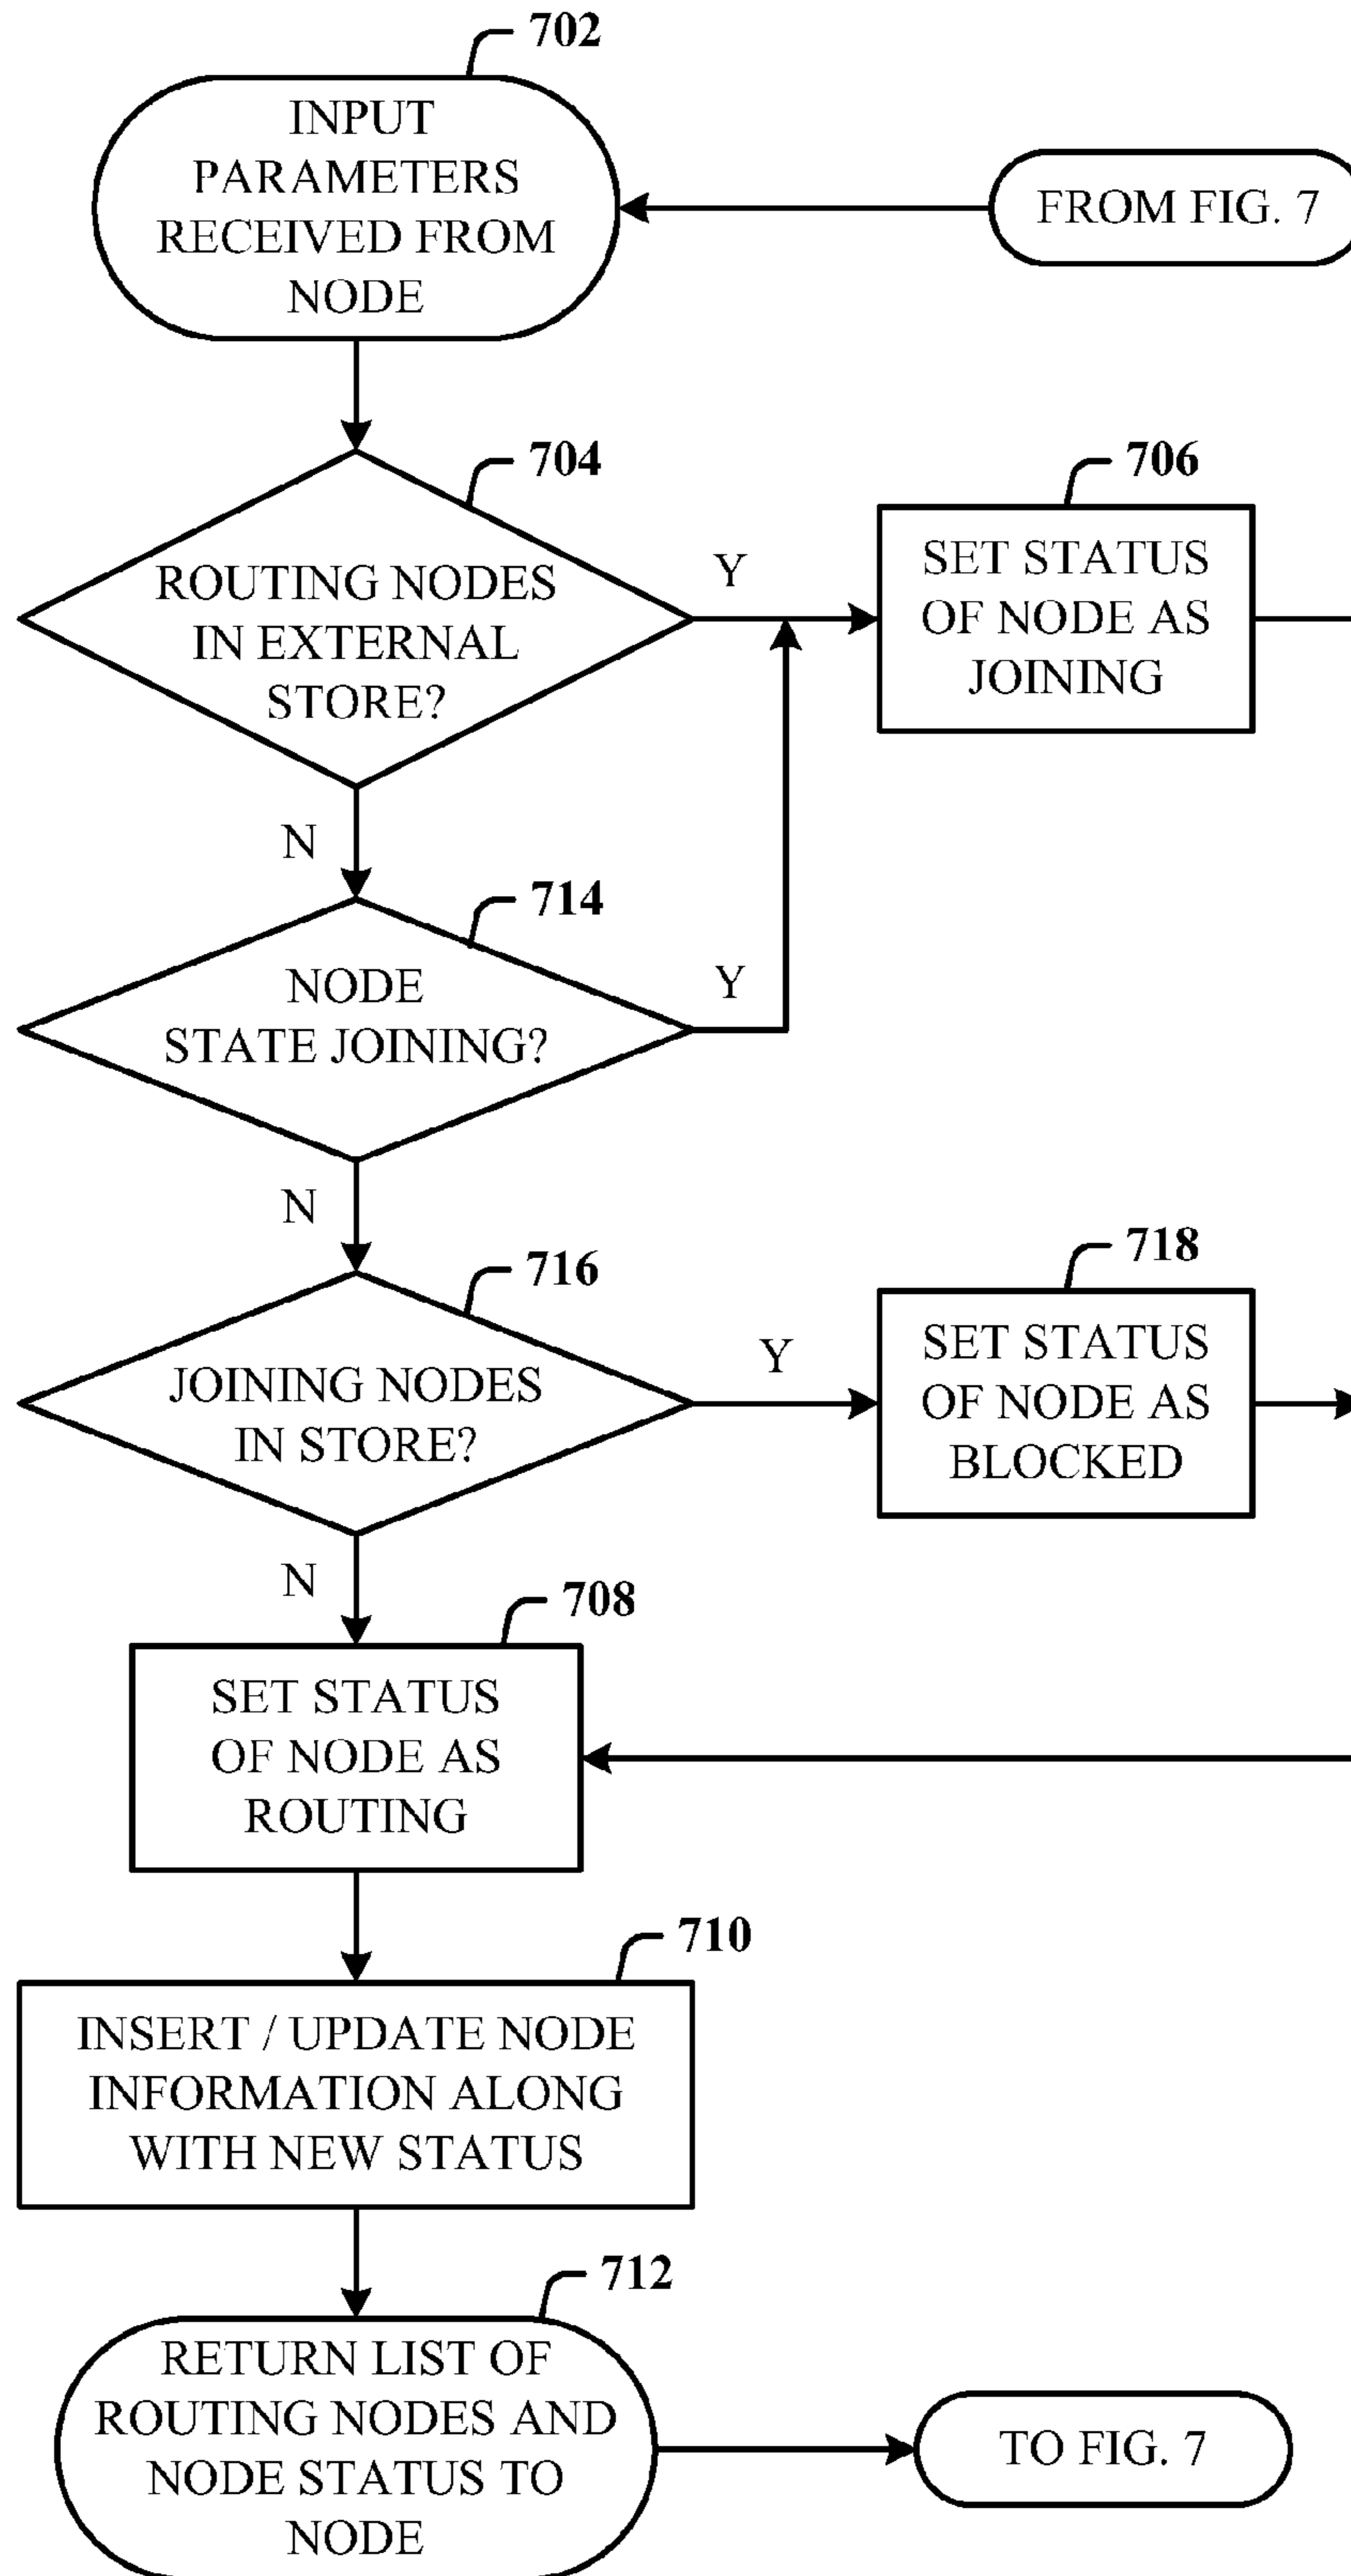 702
INPUT
PARAMETERS
RECEIVED FROM
NODE
FROM FIG. 7
704
ROUTING NODES
IN EXTERNAL
STORE?
Y
706
SET STATUS
OF NODE AS
JOINING
N
714
NODE
STATE JOINING?
Y
N
716
JOINING NODES
IN STORE?
Y
718
SET STATUS
OF NODE AS
BLOCKED
N
708
SET STATUS
OF NODE AS
ROUTING
710
INSERT / UPDATE NODE
INFORMATION ALONG
WITH NEW STATUS
712
RETURN LIST OF
ROUTING NODES AND
NODE STATUS TO
NODE
TO FIG. 7